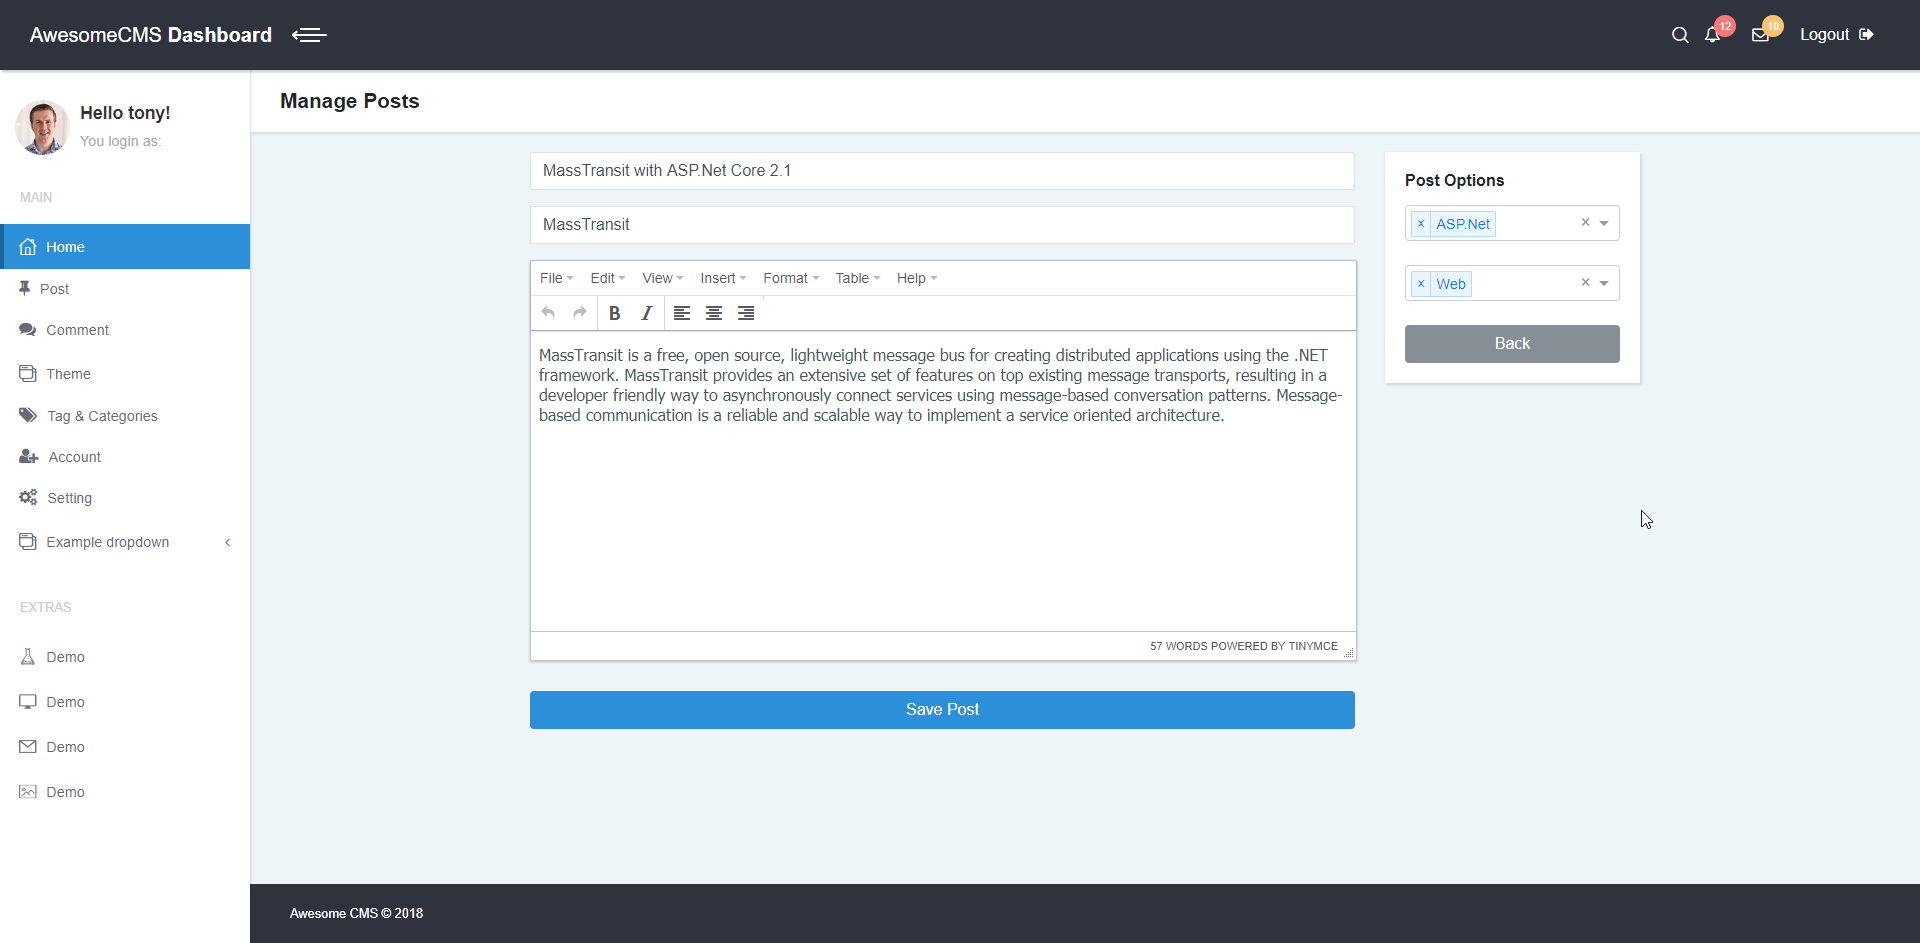 AwesomeCMS Dashboard
12
10
Logout
Hello tony!
You login as:
MAIN
Home
Post
Comment
Theme
Tag & Categories
Account
Setting
Example dropdown
EXTRAS
Demo
Demo
Demo
Demo
Manage Posts
MassTransit with ASP.Net Core 2.1
MassTransit
File Edit View Insert Format Table Help
B I
MassTransit is a free, open source, lightweight message bus for creating distributed applications using the .NET
framework. MassTransit provides an extensive set of features on top existing message transports, resulting in a
developer friendly way to asynchronously connect services using message-based conversation patterns. Message-
based communication is a reliable and scalable way to implement a service oriented architecture.
57 WORDS POWERED BY TINYMCE
Save Post
Post Options
× ASP.Net ×
× Web ×
Back
Awesome CMS © 2018